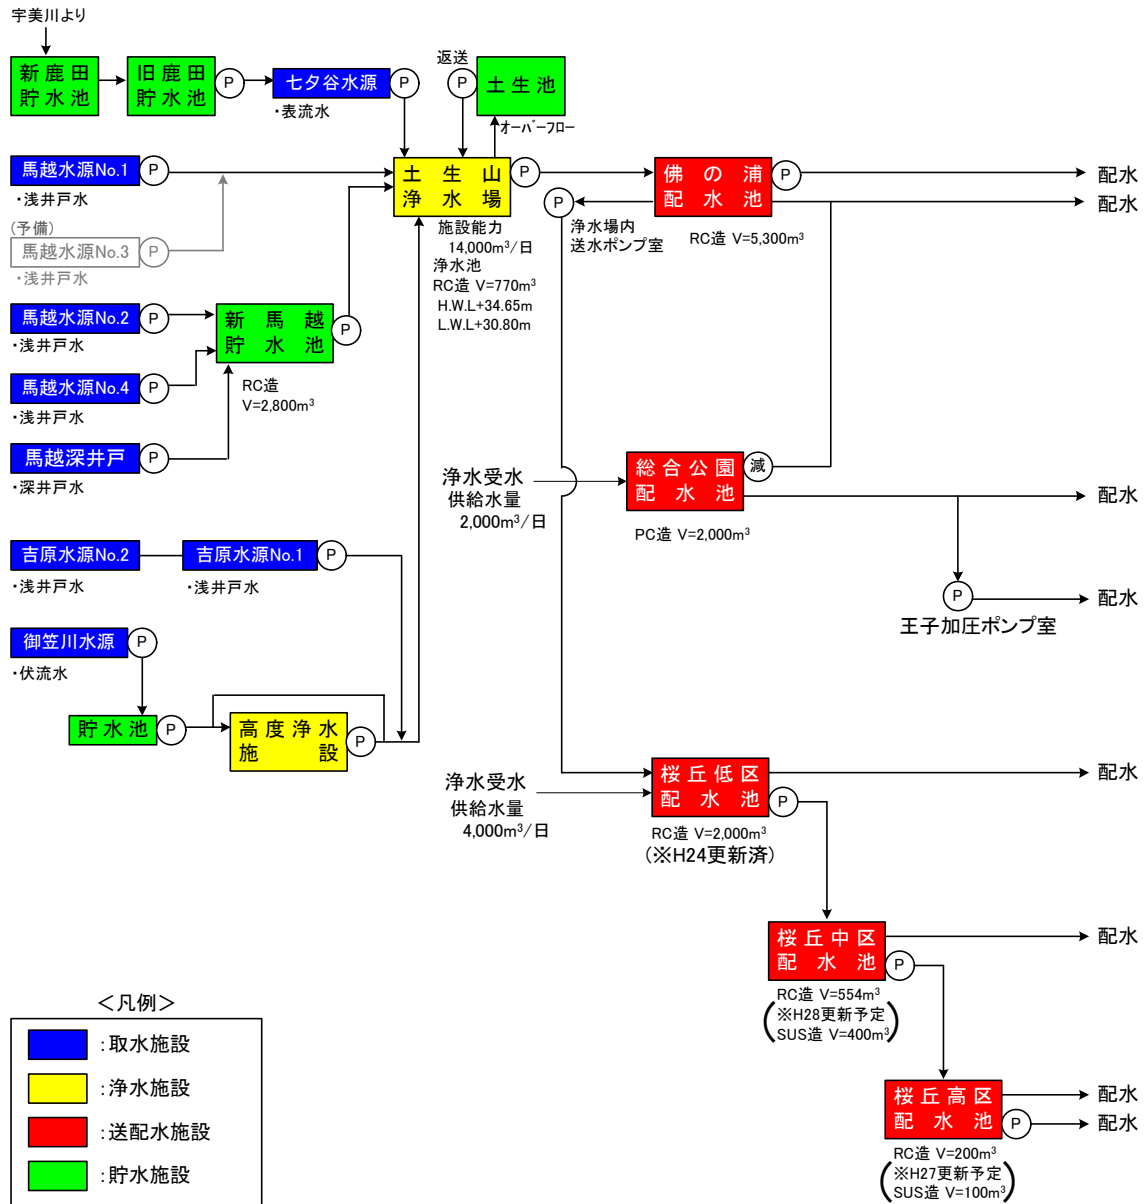 宇美川より
新鹿田
貯水池
旧鹿田
貯水池
P
七夕谷水源
・表流水
P
返送
P
土生池
オーバーフロー
馬越水源No.1
P
・浅井戸水
(予備)
馬越水源No.3
P
・浅井戸水
土生山
浄水場
P
施設能力
14,000m³/日
浄水池
RC造 V=770m³
H.W.L+34.65m
L.W.L+30.80m
佛の浦
配水池
P
配水
配水
P
浄水場内
送水ポンプ室
RC造 V=5,300m³
馬越水源No.2
P
・浅井戸水
新馬越
貯水池
P
RC造
V=2,800m³
馬越水源No.4
P
・浅井戸水
馬越深井戸
P
・深井戸水
浄水受水
供給水量
2,000m³/日
総合公園
配水池
減
PC造 V=2,000m³
配水
P
配水
王子加圧ポンプ室
吉原水源No.2
・浅井戸水
吉原水源No.1
P
・浅井戸水
御笠川水源
P
・伏流水
貯水池
P
高度浄水
施設
P
浄水受水
供給水量
4,000m³/日
桜丘低区
配水池
P
RC造 V=2,000m³
(※H24更新済)
配水
桜丘中区
配水池
P
RC造 V=554m³
(※H28更新予定
SUS造 V=400m³)
配水
桜丘高区
配水池
P
RC造 V=200m³
(※H27更新予定
SUS造 V=100m³)
配水
配水
<凡例>
:取水施設
:浄水施設
:送配水施設
:貯水施設